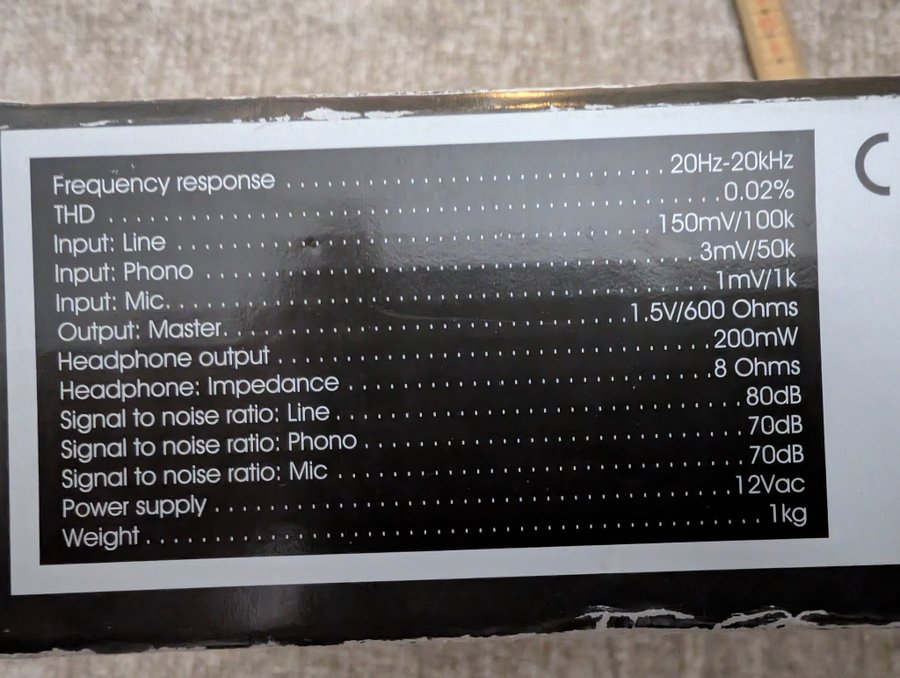 Frequency response . . . . . . . . . . . . . . . . . . . . . . . . . . . . . . . . . . 20Hz-20kHz
THD . . . . . . . . . . . . . . . . . . . . . . . . . . . . . . . . . . . . . . . . . . . . . . . . . . . . . 0.02%
Input: Line . . . . . . . . . . . . . . . . . . . . . . . . . . . . . . . . . . . . . . . . . . . 150mV/100k
Input: Phono . . . . . . . . . . . . . . . . . . . . . . . . . . . . . . . . . . . . . . . . . . . 3mV/50k
Input: Mic. . . . . . . . . . . . . . . . . . . . . . . . . . . . . . . . . . . . . . . . . . . . . . . . 1mV/1k
Output: Master. . . . . . . . . . . . . . . . . . . . . . . . . . . . . . . . . . . 1.5V/600 Ohms
Headphone output . . . . . . . . . . . . . . . . . . . . . . . . . . . . . . . . . . . . . . 200mW
Headphone: Impedance . . . . . . . . . . . . . . . . . . . . . . . . . . . . . . . . 8 Ohms
Signal to noise ratio: Line . . . . . . . . . . . . . . . . . . . . . . . . . . . . . . . . . . . . 80dB
Signal to noise ratio: Phono . . . . . . . . . . . . . . . . . . . . . . . . . . . . . . . . . 70dB
Signal to noise ratio: Mic . . . . . . . . . . . . . . . . . . . . . . . . . . . . . . . . . . . . 70dB
Power supply . . . . . . . . . . . . . . . . . . . . . . . . . . . . . . . . . . . . . . . . . . . . . 12Vac
Weight . . . . . . . . . . . . . . . . . . . . . . . . . . . . . . . . . . . . . . . . . . . . . . . . . . . . . 1kg